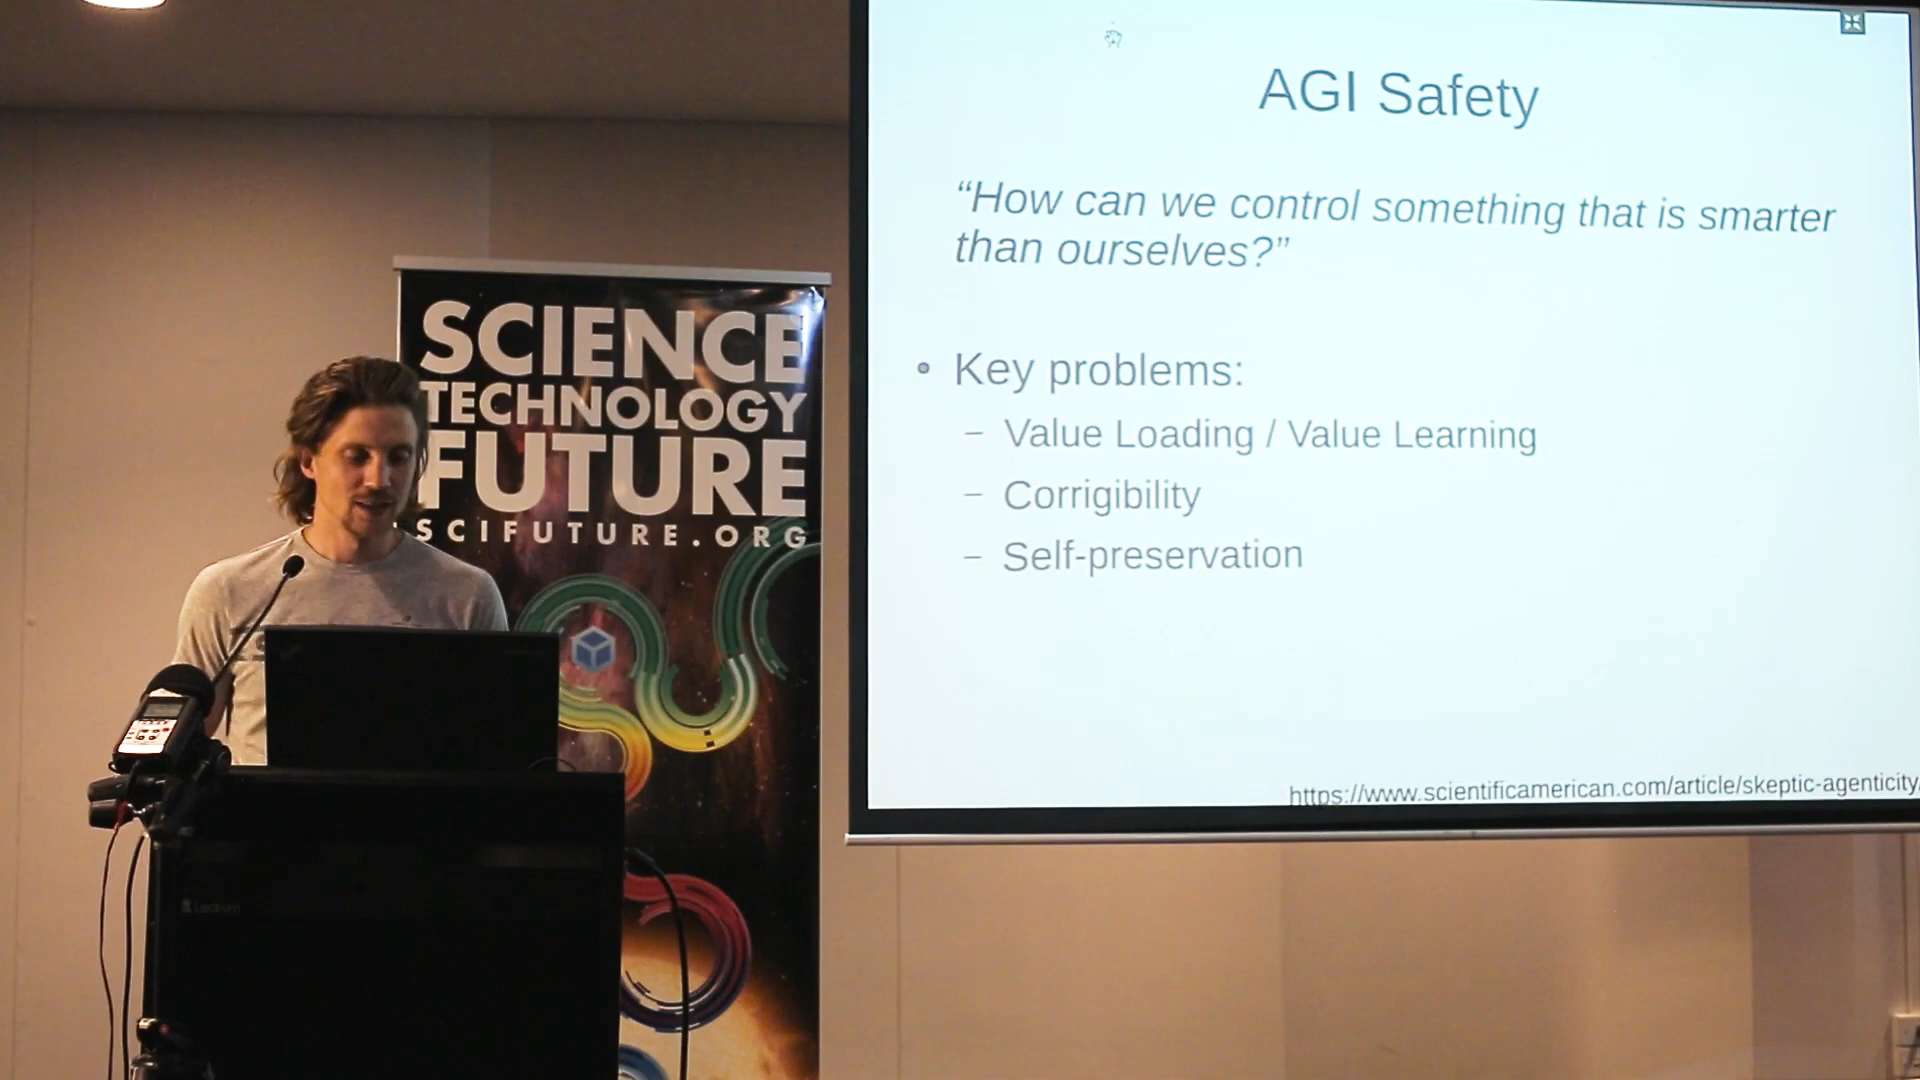 SCIENCE
TECHNOLOGY
FUTURE
SCIFUTURE.ORG
AGI Safety
“How can we control something that is smarter
than ourselves?”
• Key problems:
– Value Loading / Value Learning
– Corrigibility
– Self-preservation
https://www.scientificamerican.com/article/skeptic-agenticity/
Lectrum